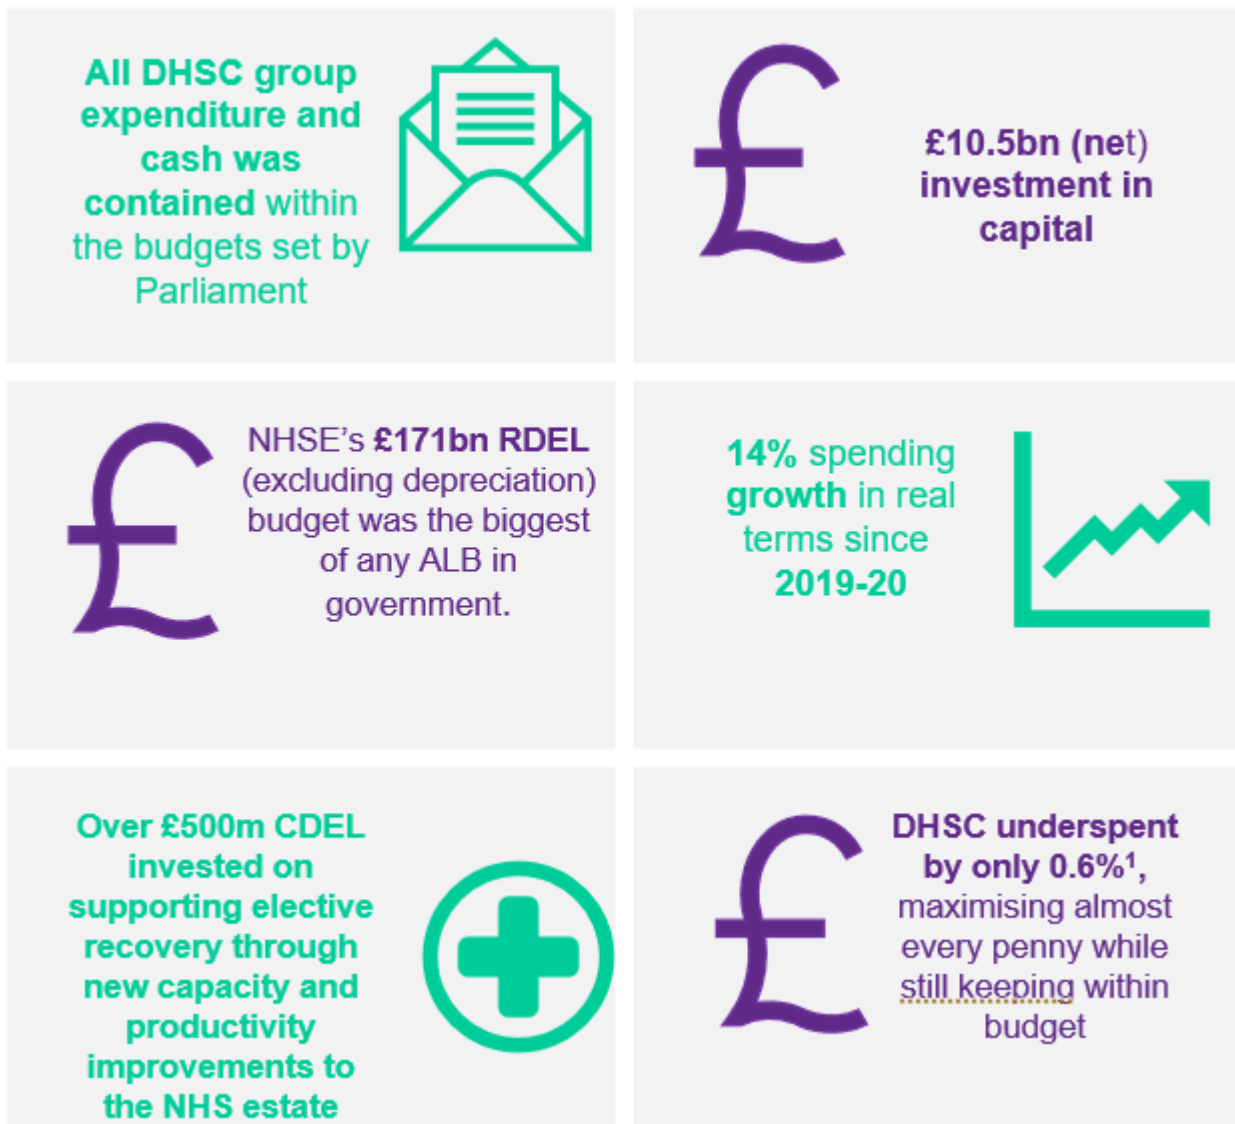 All DHSC group
expenditure and
cash was
contained within
the budgets set by
Parliament
£10.5bn (net)
investment in
capital
NHSE’s £171bn RDEL
(excluding depreciation)
budget was the biggest
of any ALB in
government.
14% spending
growth in real
terms since
2019-20
Over £500m CDEL
invested on
supporting elective
recovery through
new capacity and
productivity
improvements to
the NHS estate
DHSC underspent
by only 0.6%¹,
maximising almost
every penny while
still keeping within
budget